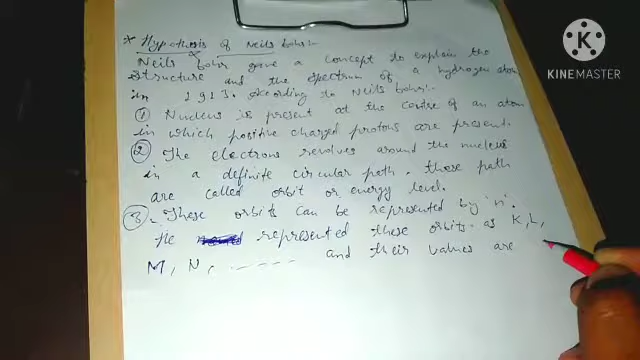 * Hypothesis of Neils bohr:-
Neils bohr gave a concept to explain the
structure and the spectrum of a hydrogen atom
in 1913. According to Neils bohr:-
① Nucleus is present at the centre of an atom
in which positive charged protons are present.
② The electrons revolves around the nucleus
in a definite circular path. These path
are called orbit or energy level.
③ These orbits can be represented by 'n'.
He represented these orbits as K, L,
M, N, ------ and their values are
KINEMASTER